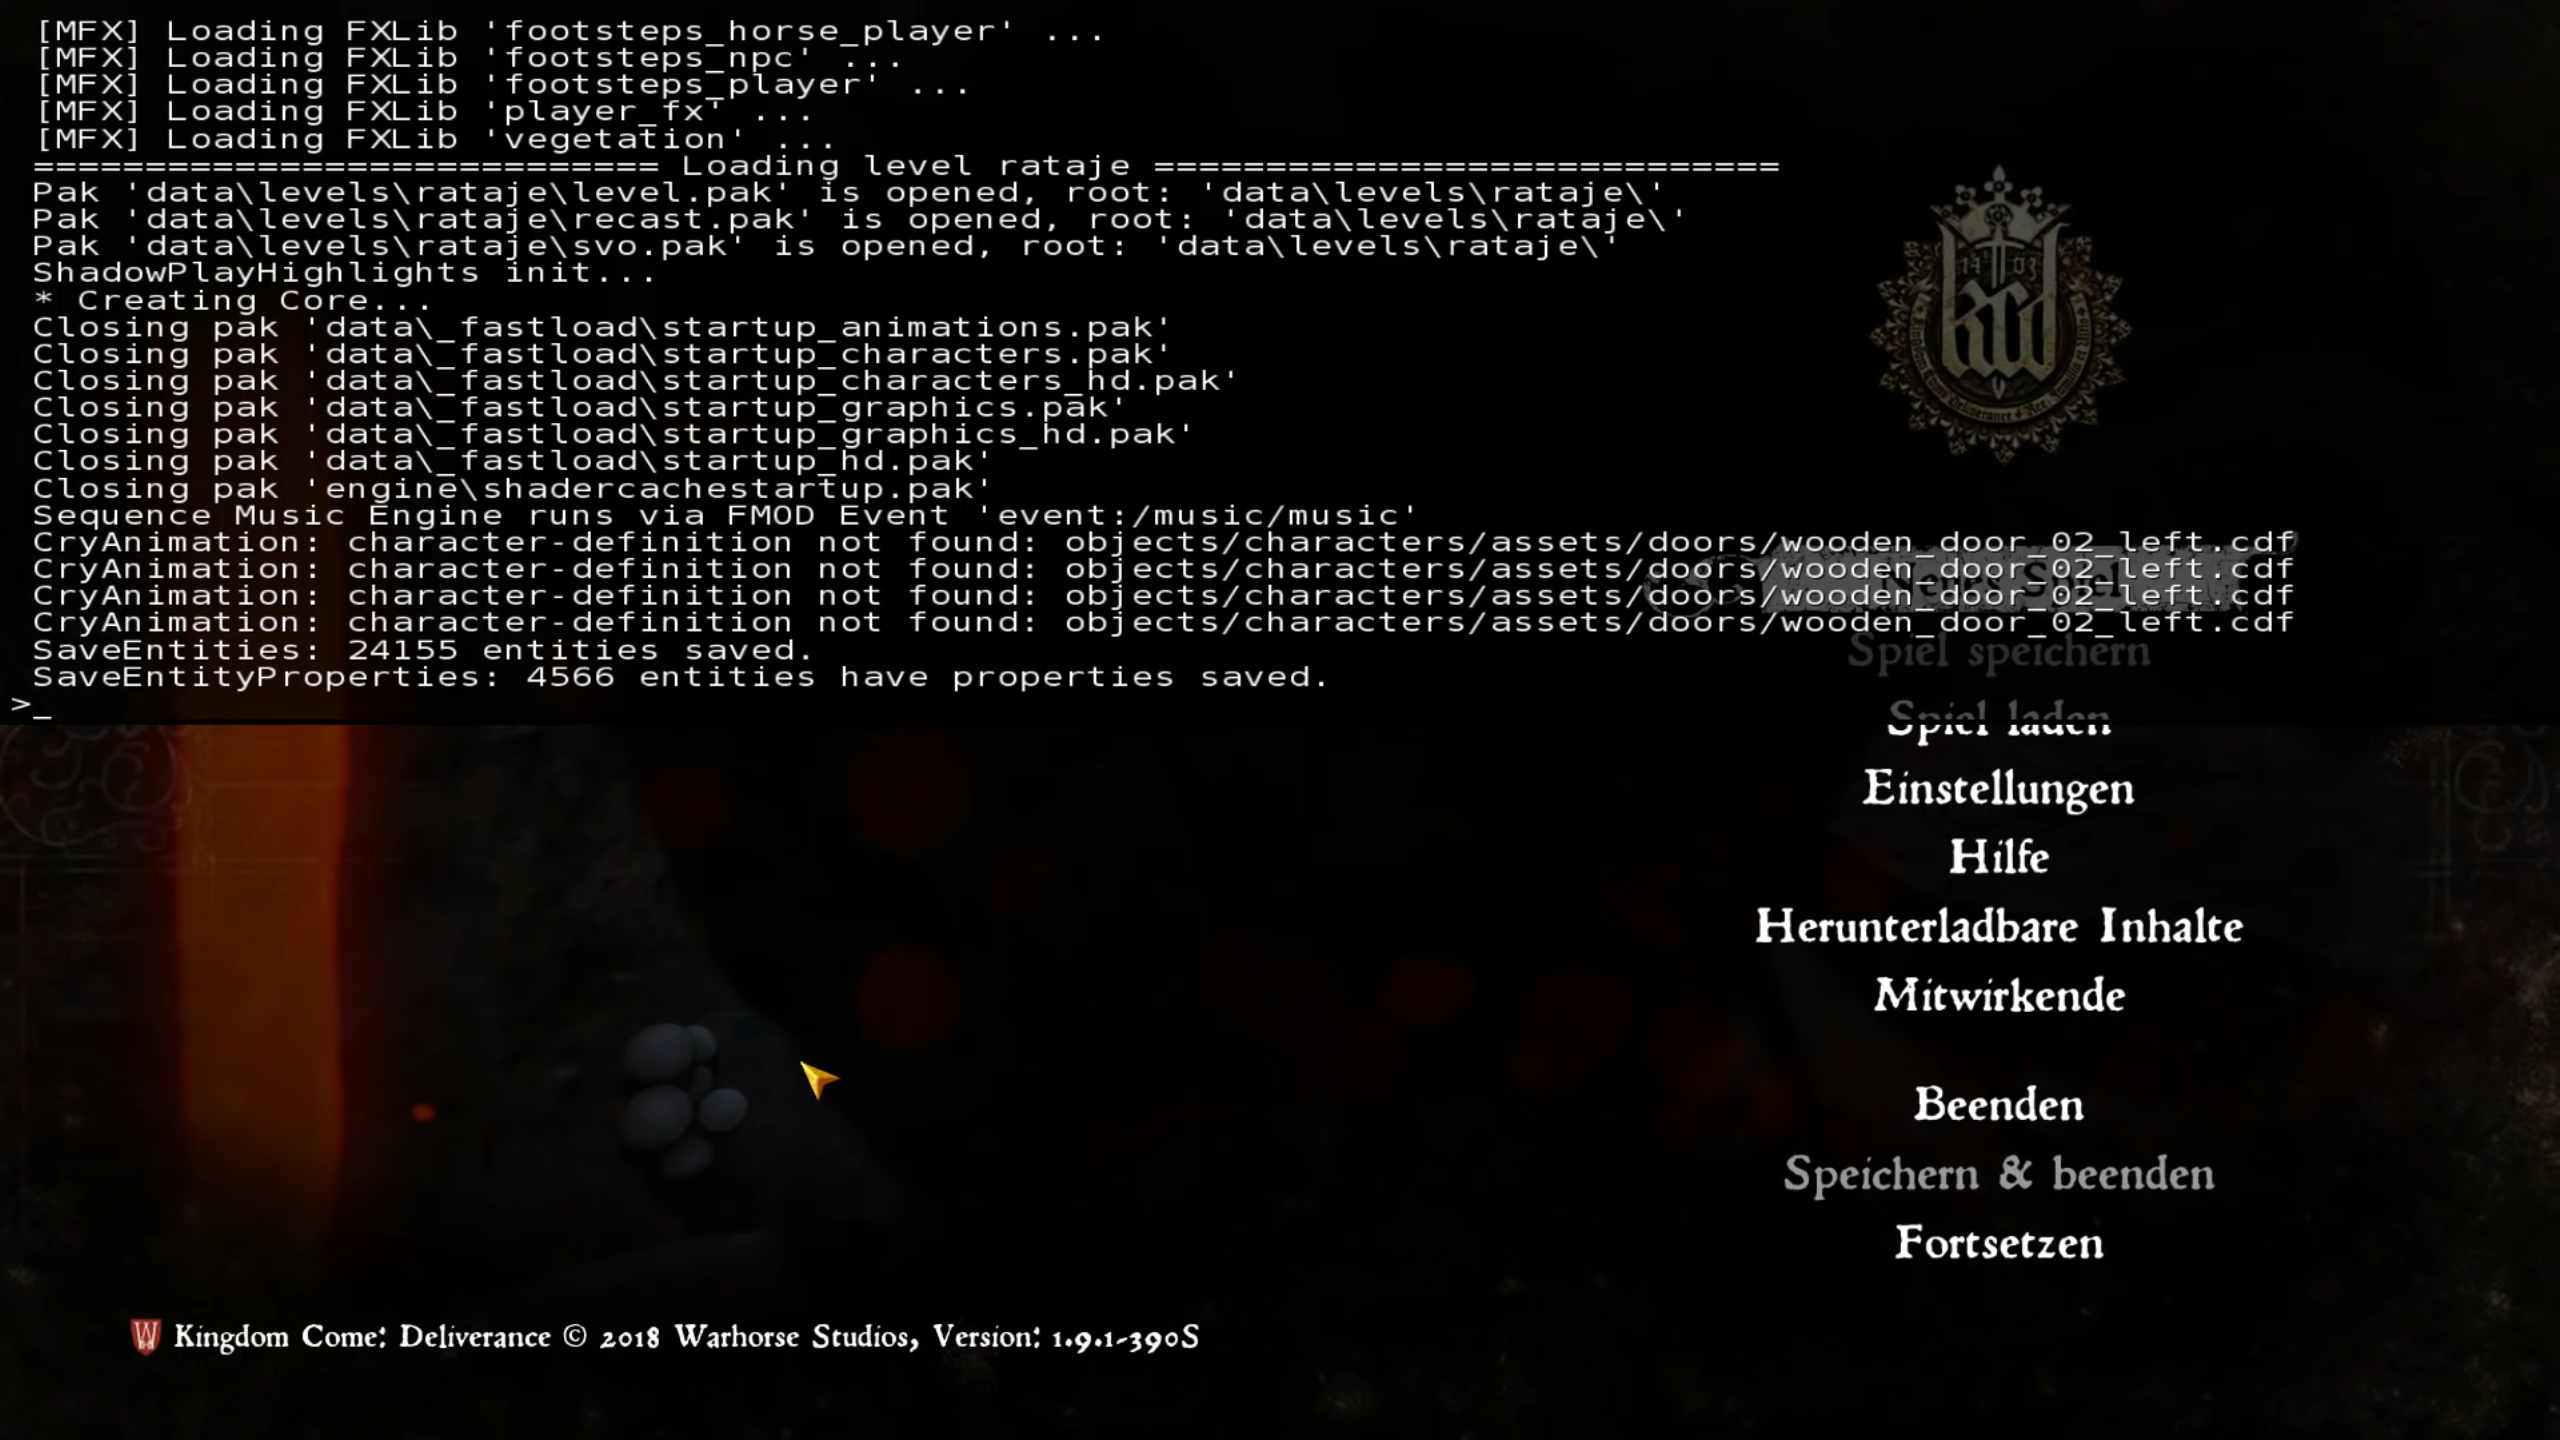 [MFX] Loading FXLib 'footsteps_horse_player' ...
[MFX] Loading FXLib 'footsteps_npc' ...
[MFX] Loading FXLib 'footsteps_player' ...
[MFX] Loading FXLib 'player_fx' ...
[MFX] Loading FXLib 'vegetation' ...
============================ Loading level rataje ============================
Pak 'data\levels\rataje\level.pak' is opened, root: 'data\levels\rataje\'
Pak 'data\levels\rataje\recast.pak' is opened, root: 'data\levels\rataje\'
Pak 'data\levels\rataje\svo.pak' is opened, root: 'data\levels\rataje\'
ShadowPlayHighlights init...
* Creating Core...
Closing pak 'data\_fastload\startup_animations.pak'
Closing pak 'data\_fastload\startup_characters.pak'
Closing pak 'data\_fastload\startup_characters_hd.pak'
Closing pak 'data\_fastload\startup_graphics.pak'
Closing pak 'data\_fastload\startup_graphics_hd.pak'
Closing pak 'data\_fastload\startup_hd.pak'
Closing pak 'engine\shadercachestartup.pak'
Sequence Music Engine runs via FMOD Event 'event:/music/music'
CryAnimation: character-definition not found: objects/characters/assets/doors/wooden_door_02_left.cdf
CryAnimation: character-definition not found: objects/characters/assets/doors/wooden_door_02_left.cdf
CryAnimation: character-definition not found: objects/characters/assets/doors/wooden_door_02_left.cdf
CryAnimation: character-definition not found: objects/characters/assets/doors/wooden_door_02_left.cdf
SaveEntities: 24155 entities saved.
SaveEntityProperties: 4566 entities have properties saved.
>_
kcd
Neues Spiel
Spiel speichern
Spiel laden
Einstellungen
Hilfe
Herunterladbare Inhalte
Mitwirkende
Beenden
Speichern & beenden
Fortsetzen
Kingdom Come: Deliverance © 2018 Warhorse Studios, Version: 1.9.1-390S